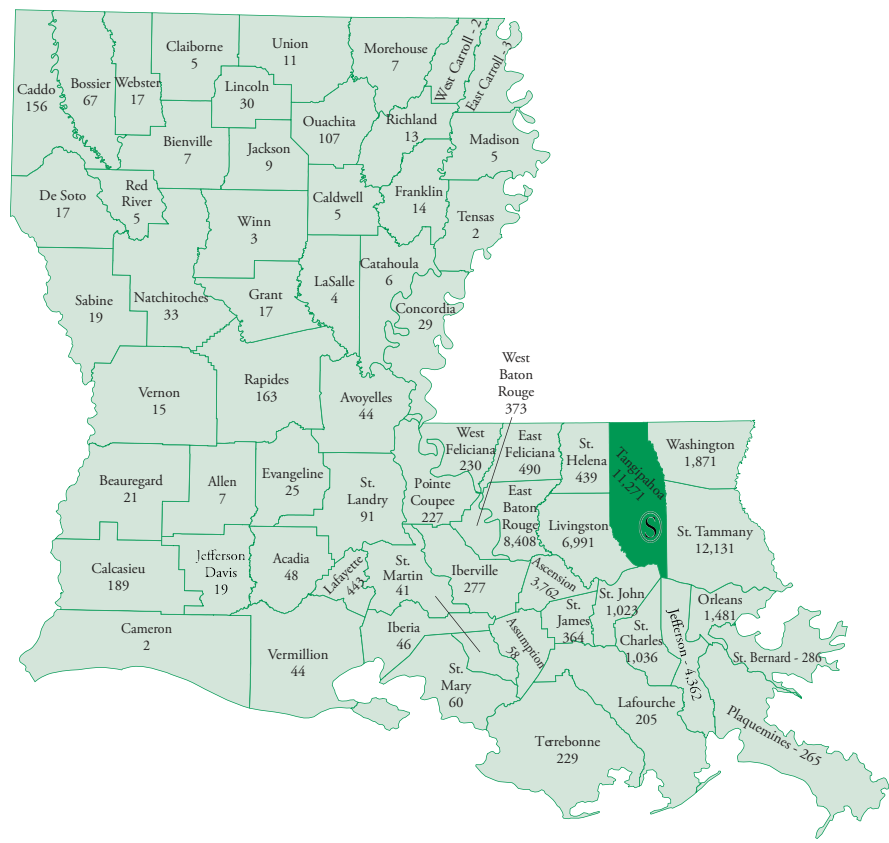 Claiborne
5
Union
11
Morehouse
7
West Carroll - 2
East Carroll - 3
Caddo
156
Bossier
67
Webster
17
Lincoln
30
Ouachita
107
Richland
13
Madison
5
Bienville
7
Jackson
9
De Soto
17
Red
River
5
Caldwell
5
Franklin
14
Tensas
2
Winn
3
Sabine
19
Natchitoches
33
Grant
17
LaSalle
4
Catahoula
6
Concordia
29
Vernon
15
Rapides
163
Avoyelles
44
West
Baton
Rouge
373
West
Feliciana
230
East
Feliciana
490
St.
Helena
439
Tangipahoa
11,271
S
Washington
1,871
Beauregard
21
Allen
7
Evangeline
25
St.
Landry
91
Pointe
Coupee
227
East
Baton
Rouge
8,408
Livingston
6,991
St. Tammany
12,131
Calcasieu
189
Jefferson
Davis
19
Acadia
48
Lafayette
443
St.
Martin
41
Iberville
277
Ascension
3,762
St.
James
364
St. John
1,023
St.
Charles
1,036
Jefferson - 4,362
Orleans
1,481
Cameron
2
Vermillion
44
Iberia
46
St.
Mary
60
Assumption
58
Terrebonne
229
Lafourche
205
St. Bernard - 286
Plaquemines - 265